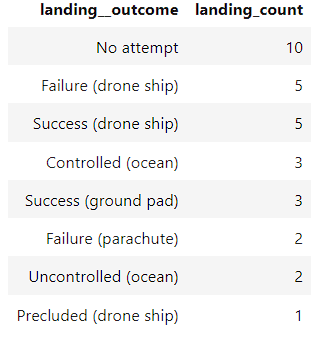 landing__outcome landing_count
No attempt 10
Failure (drone ship) 5
Success (drone ship) 5
Controlled (ocean) 3
Success (ground pad) 3
Failure (parachute) 2
Uncontrolled (ocean) 2
Precluded (drone ship) 1